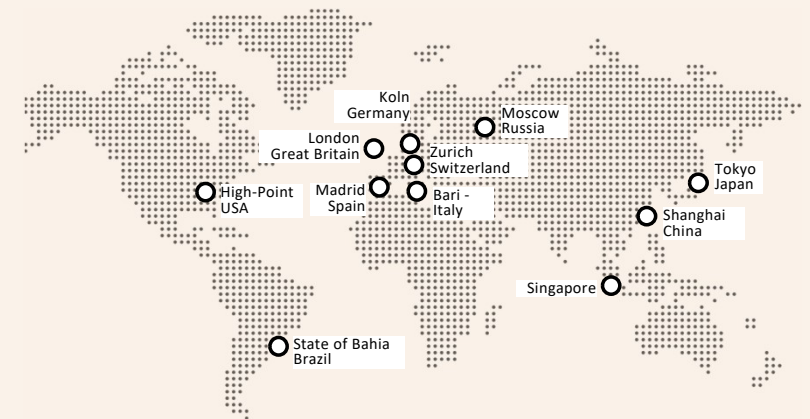 Koln
Germany
Moscow
Russia
London
Great Britain
Zurich
Switzerland
Tokyo
Japan
High-Point
USA
Madrid
Spain
Bari -
Italy
Shanghai
China
Singapore
State of Bahia
Brazil